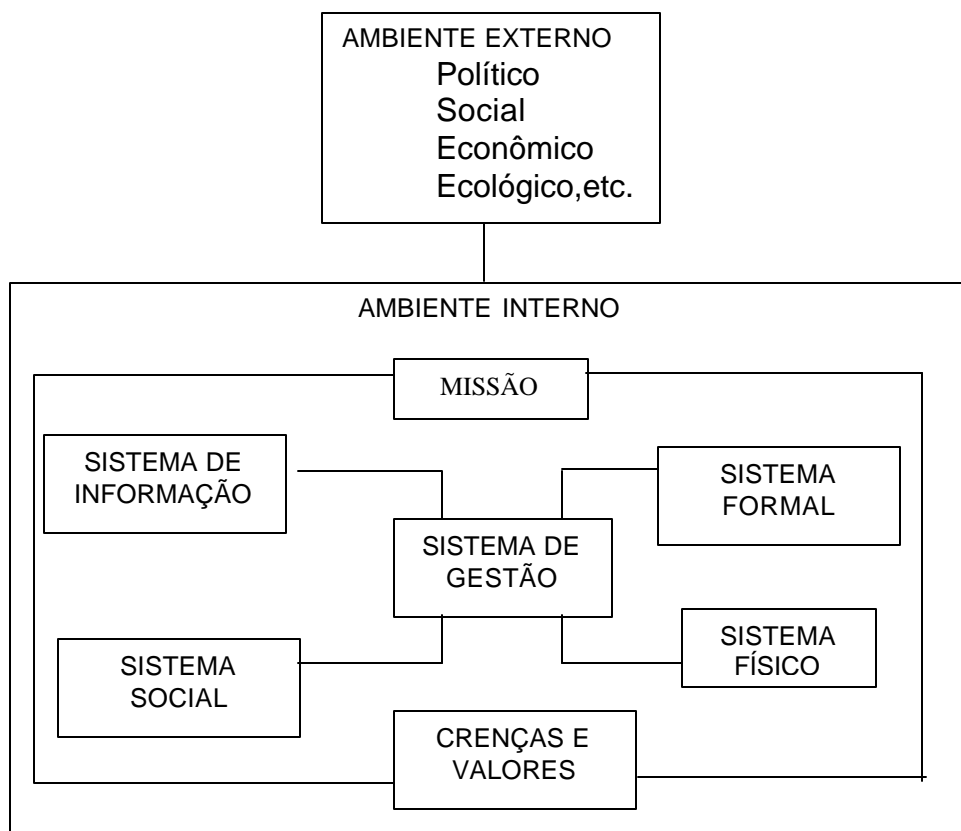 AMBIENTE EXTERNO
Político
Social
Econômico
Ecológico,etc.
AMBIENTE INTERNO
MISSÃO
SISTEMA DE
INFORMAÇÃO
SISTEMA
FORMAL
SISTEMA DE
GESTÃO
SISTEMA
SOCIAL
SISTEMA
FÍSICO
CRENÇAS E
VALORES